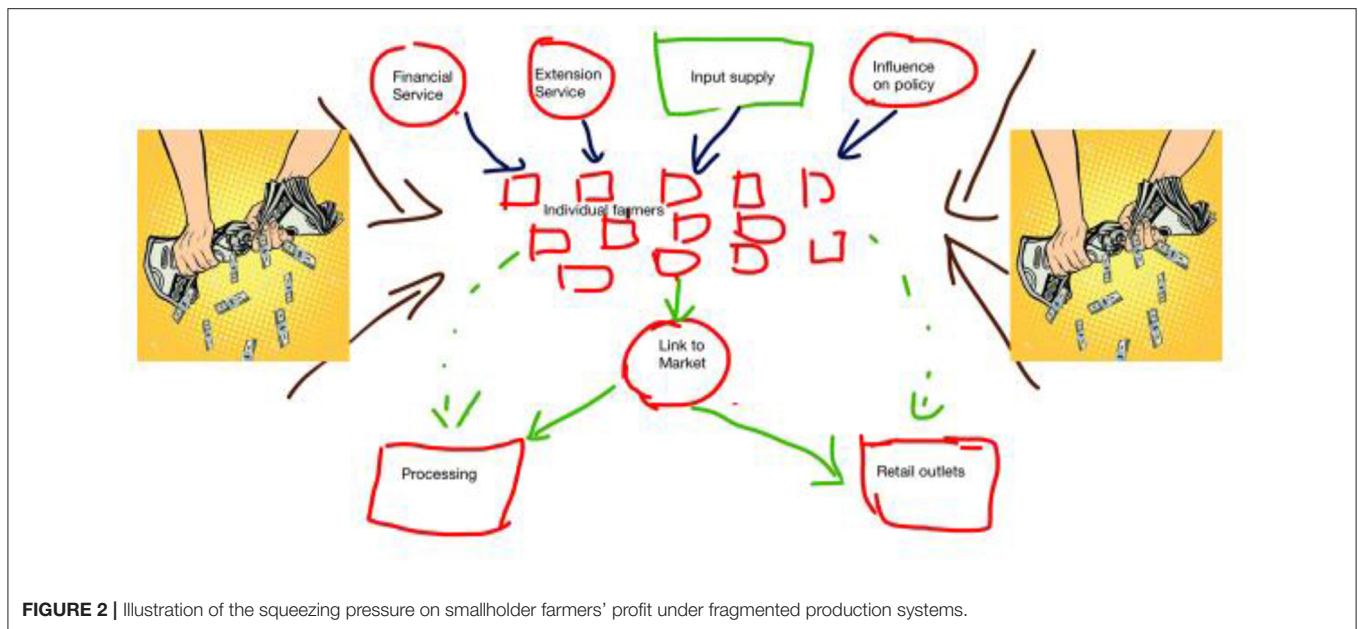 Financial
Service
Extension
Service
Input supply
Influence
on policy
Individual farmers
Link to
Market
Processing
Retail outlets
FIGURE 2 | Illustration of the squeezing pressure on smallholder farmers' profit under fragmented production systems.